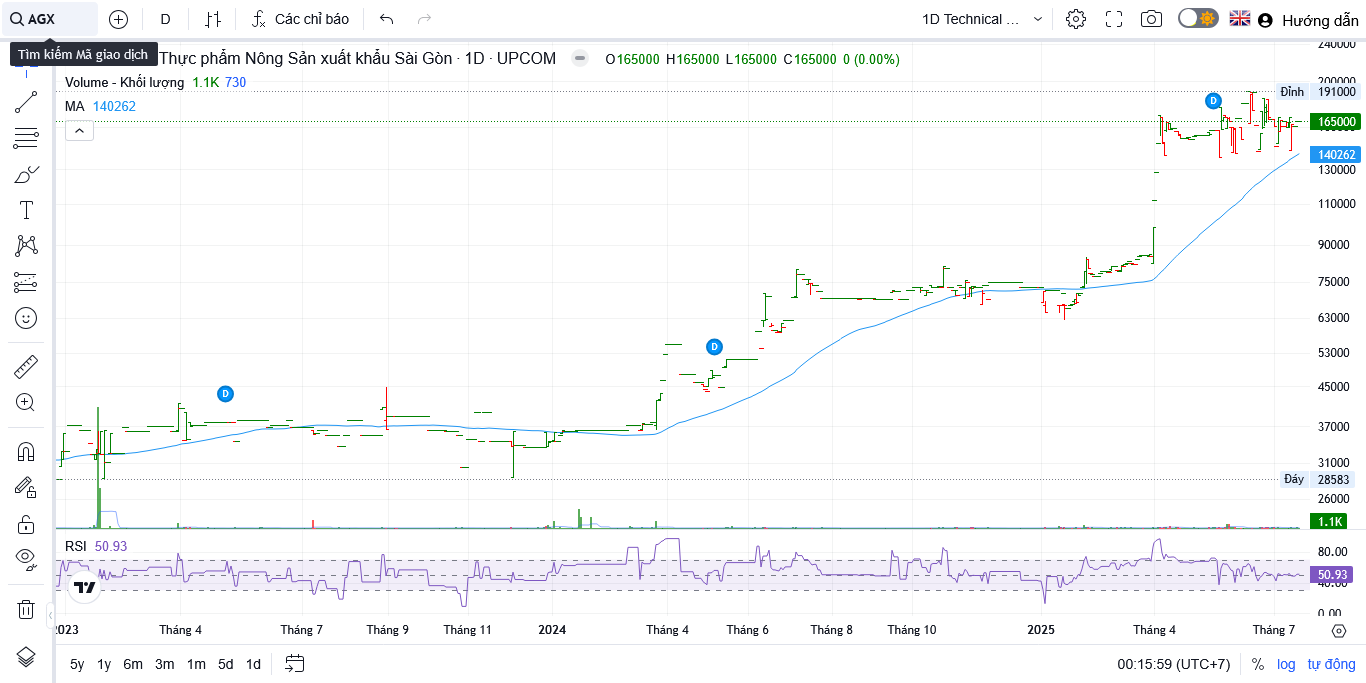 AGX
D
Các chỉ báo
1D Technical ...
Hướng dẫn
Tìm kiếm Mã giao dịch
Thực phẩm Nông Sản xuất khẩu Sài Gòn · 1D · UPCOM
O165000 H165000 L165000 C165000 0 (0.00%)
Volume - Khối lượng 1.1K 730
MA 140262
240000
200000
Đỉnh 191000
D
165000
140262
130000
110000
90000
75000
63000
D
53000
D
45000
37000
31000
Đáy 28583
26000
1.1K
RSI 50.93
80.00
50.93
40.00
0.00
2023
Tháng 4
Tháng 7
Tháng 9
Tháng 11
2024
Tháng 4
Tháng 6
Tháng 8
Tháng 10
2025
Tháng 4
Tháng 7
5y 1y 6m 3m 1m 5d 1d
00:15:59 (UTC+7)
% log tự động